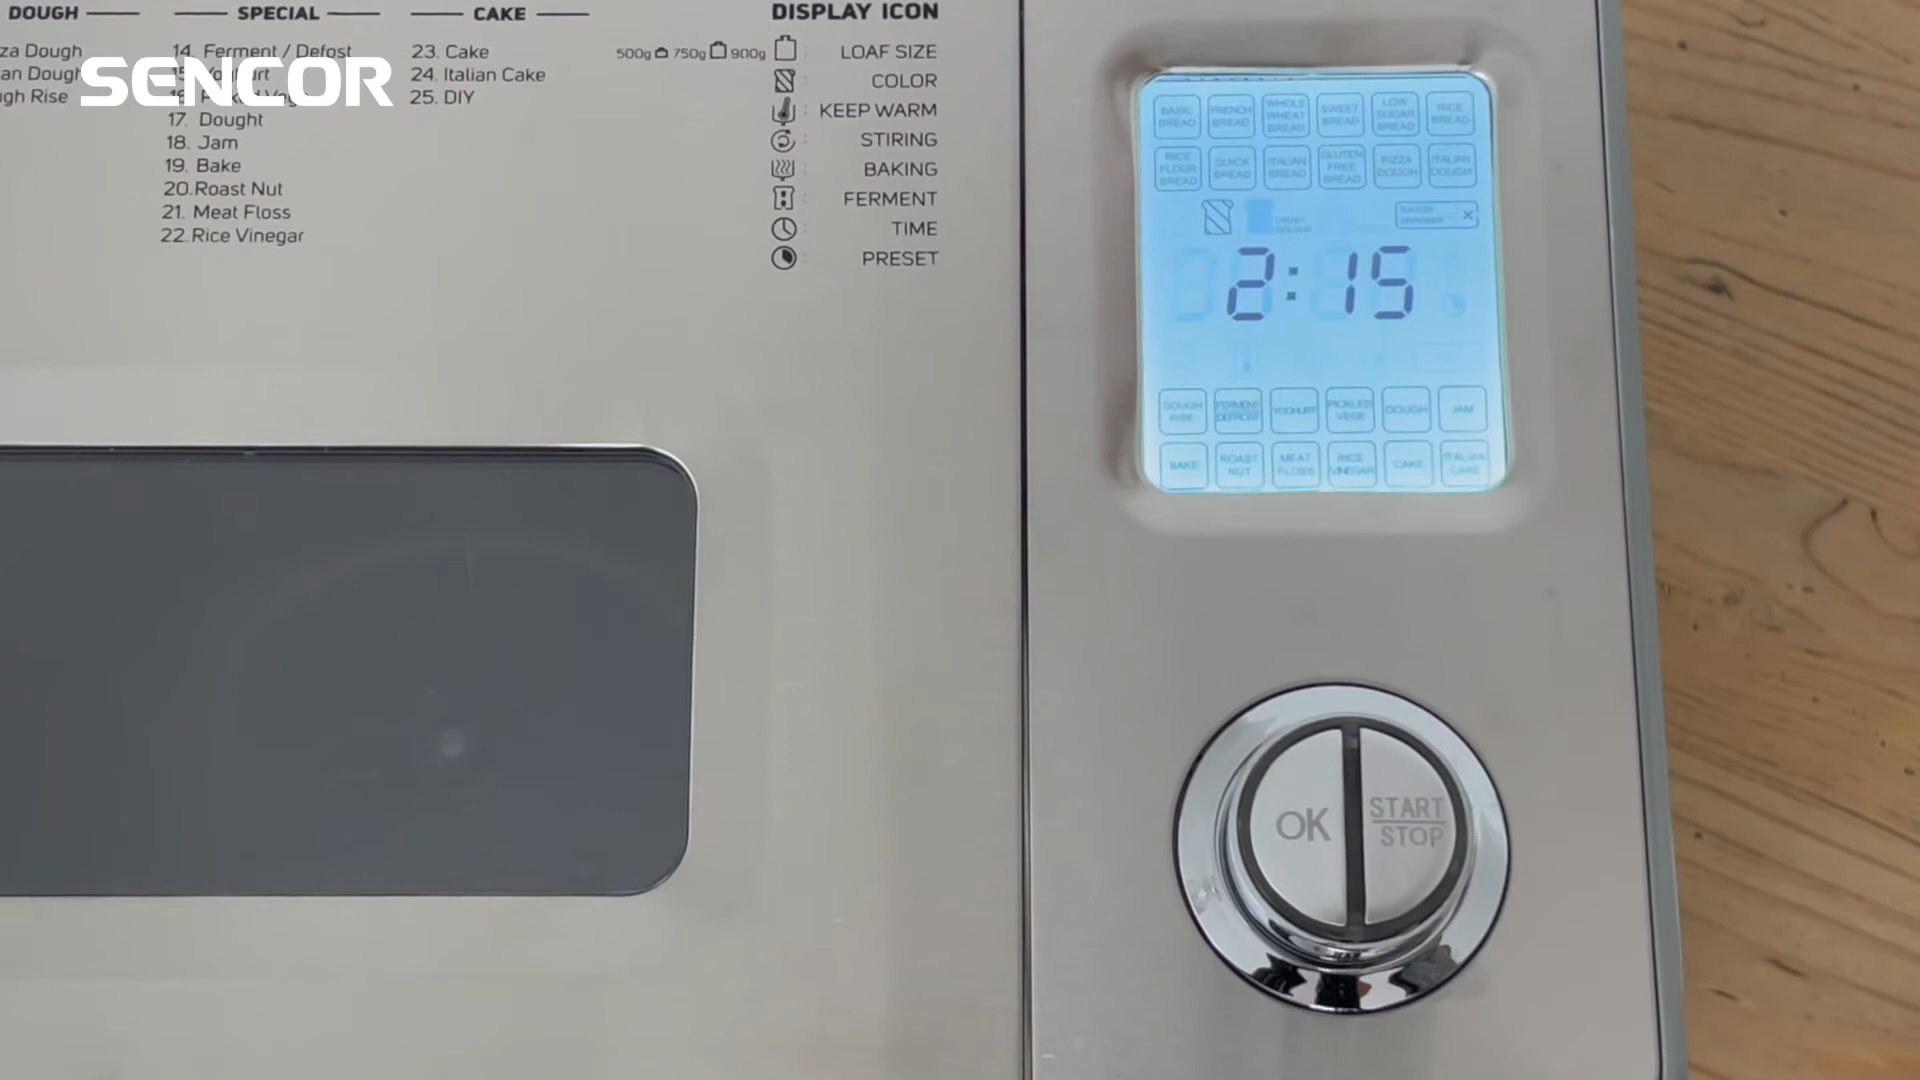 DOUGH
za Dough
an Dough
gh Rise
SPECIAL
14. Ferment / Defost
17. Dought
18. Jam
19. Bake
20.Roast Nut
21. Meat Floss
22.Rice Vinegar
CAKE
23. Cake
24. Italian Cake
25. DIY
SENCOR
DISPLAY ICON
500g 750g 900g : LOAF SIZE
: COLOR
: KEEP WARM
: STIRING
: BAKING
: FERMENT
: TIME
: PRESET
BASIC BREAD
FRENCH BREAD
WHOLE WHEAT BREAD
SWEET BREAD
LOW SUGAR BREAD
RICE BREAD
RICE FLOUR BREAD
QUICK BREAD
ITALIAN BREAD
GLUTEN FREE BREAD
PIZZA DOUGH
ITALIAN DOUGH
2:15
DOUGH RISE
FERMENT DEFROST
YOGHURT
PICKLED VEGE
DOUGH
JAM
BAKE
ROAST NUT
MEAT FLOSS
RICE VINEGAR
CAKE
ITALIAN CAKE
OK
START
STOP